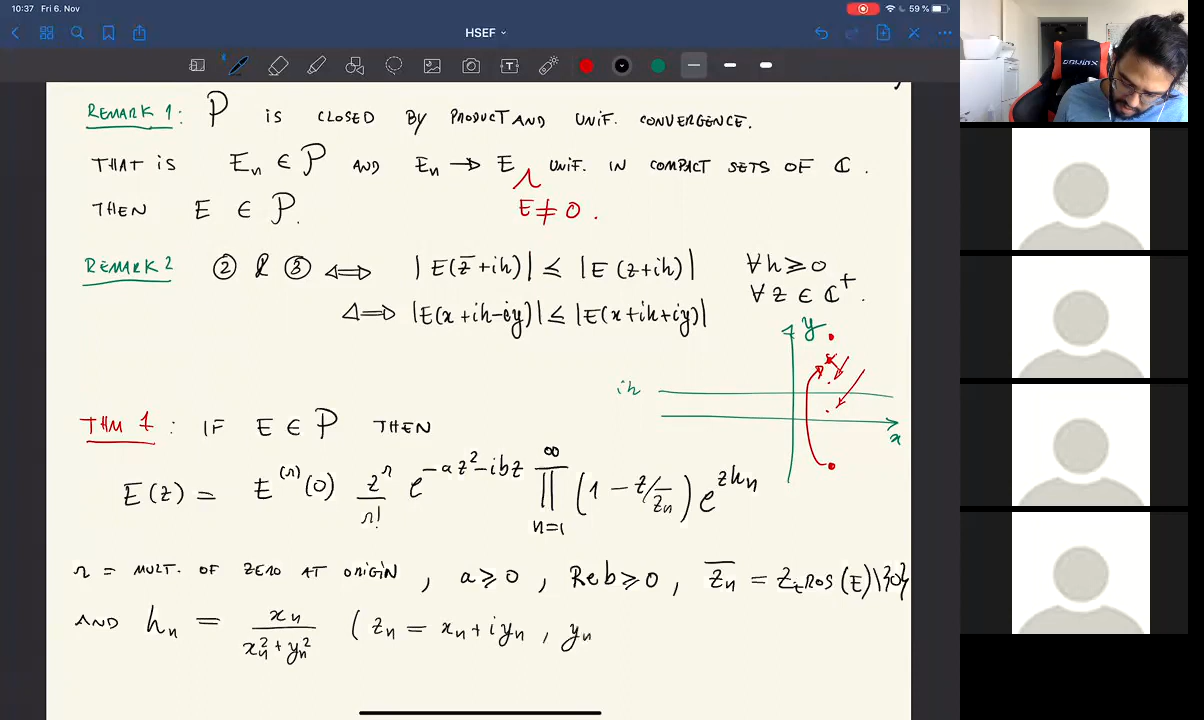 10:37 Fri 6. Nov
59 %
HSEF
REMARK 1: P IS CLOSED BY PRODUCT AND UNIF. CONVERGENCE.
THAT IS E_n ∈ P AND E_n → E UNIF. IN COMPACT SETS OF ℂ.
E ≠ 0.
THEN E ∈ P.
REMARK 2 ② & ③ ⟺ |E(z̄+ih)| ≤ |E(z+ih)| ∀h ≥ 0
∀ z ∈ ℂ⁺.
⟺ |E(x+ih-iy)| ≤ |E(x+ih+iy)|
y
ih
x
THM 1: IF E ∈ P THEN
E(z) = E^(r)(0) z^r/r! e^(-az²-ibz) ∏_{n=1}^∞ (1 - z/z̄_n) e^(zh_n)
r = MULT. OF ZERO AT ORIGIN, a ≥ 0, Re b ≥ 0, z̄_n = ZEROS(E)\{0}
AND h_n = x_n/(x_n²+y_n²) (z_n = x_n+iy_n, y_n